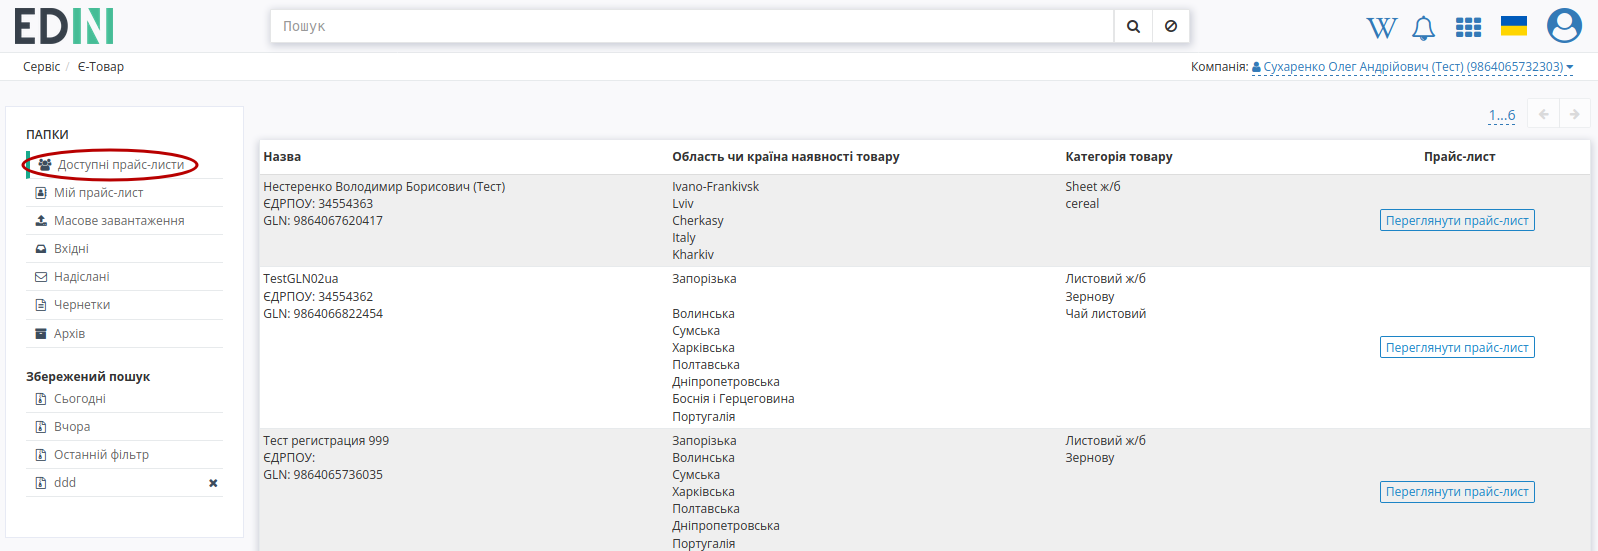 EDIN
Пошук
W
Сервіс / Є-Товар
Компанія: Сухаренко Олег Андрійович (Тест) (9864065732303)
1...6
ПАПКИ
Доступні прайс-листи
Мій прайс-лист
Масове завантаження
Вхідні
Надіслані
Чернетки
Архів
Збережений пошук
Сьогодні
Вчора
Останній фільтр
ddd
Назва
Область чи країна наявності товару
Категорія товару
Прайс-лист
Нестеренко Володимир Борисович (Тест)
ЄДРПОУ: 34554363
GLN: 9864067620417
Ivano-Frankivsk
Lviv
Cherkasy
Italy
Kharkiv
Sheet ж/б
cereal
Переглянути прайс-лист
TestGLN02ua
ЄДРПОУ: 34554362
GLN: 9864066822454
Запорізька
Волинська
Сумська
Харківська
Полтавська
Дніпропетровська
Боснія і Герцеговина
Португалія
Листовий ж/б
Зернову
Чай листовий
Переглянути прайс-лист
Тест регистрация 999
ЄДРПОУ:
GLN: 9864065736035
Запорізька
Волинська
Сумська
Харківська
Полтавська
Дніпропетровська
Португалія
Листовий ж/б
Зернову
Переглянути прайс-лист